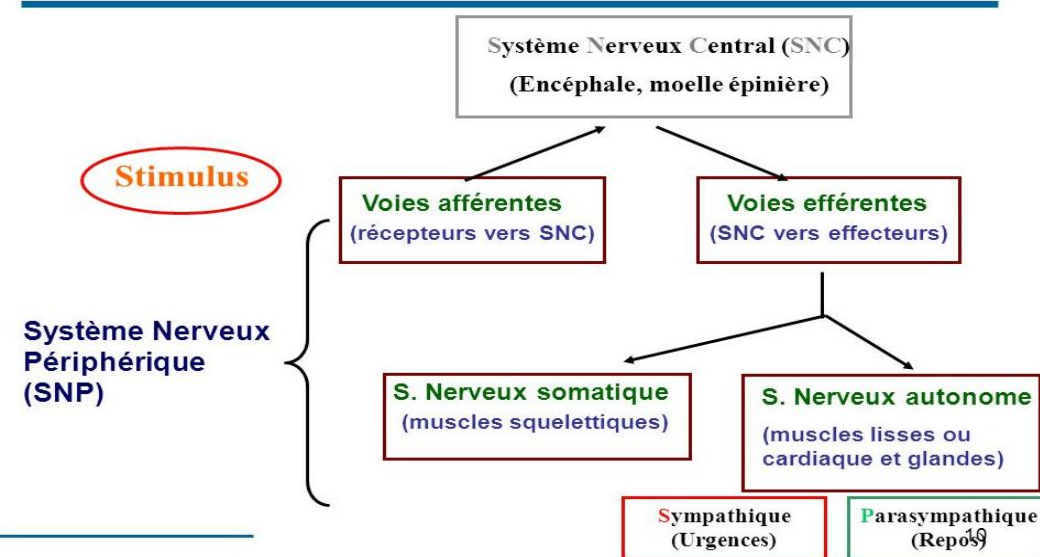 Système Nerveux Central (SNC)
(Encéphale, moelle épinière)
Stimulus
Voies afférentes
(récepteurs vers SNC)
Voies efférentes
(SNC vers effecteurs)
Système Nerveux
Périphérique
(SNP)
S. Nerveux somatique
(muscles squelettiques)
S. Nerveux autonome
(muscles lisses ou
cardiaque et glandes)
Sympathique
(Urgences)
Parasympathique
(Repos)
10